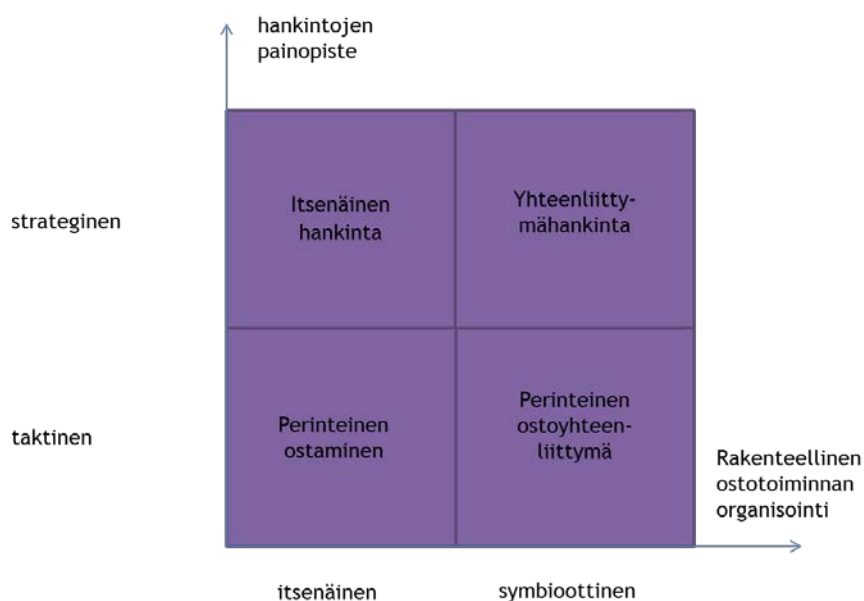 hankintojen
painopiste
strateginen
Itsenäinen
hankinta
Yhteenliitty-
mähankinta
taktinen
Perinteinen
ostaminen
Perinteinen
ostoyhteen-
liittymä
Rakenteellinen
ostotoiminnan
organisointi
itsenäinen
symbioottinen